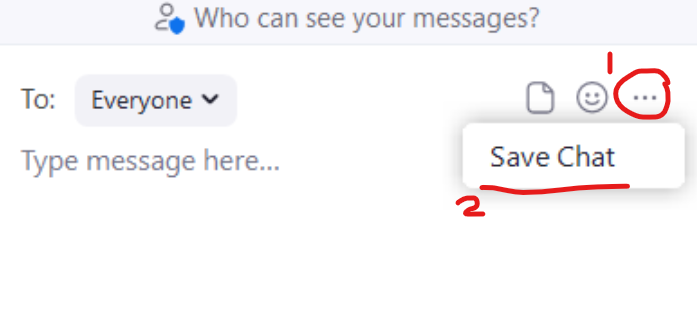 Who can see your messages?
1
To: Everyone
...
Type message here...
Save Chat
2